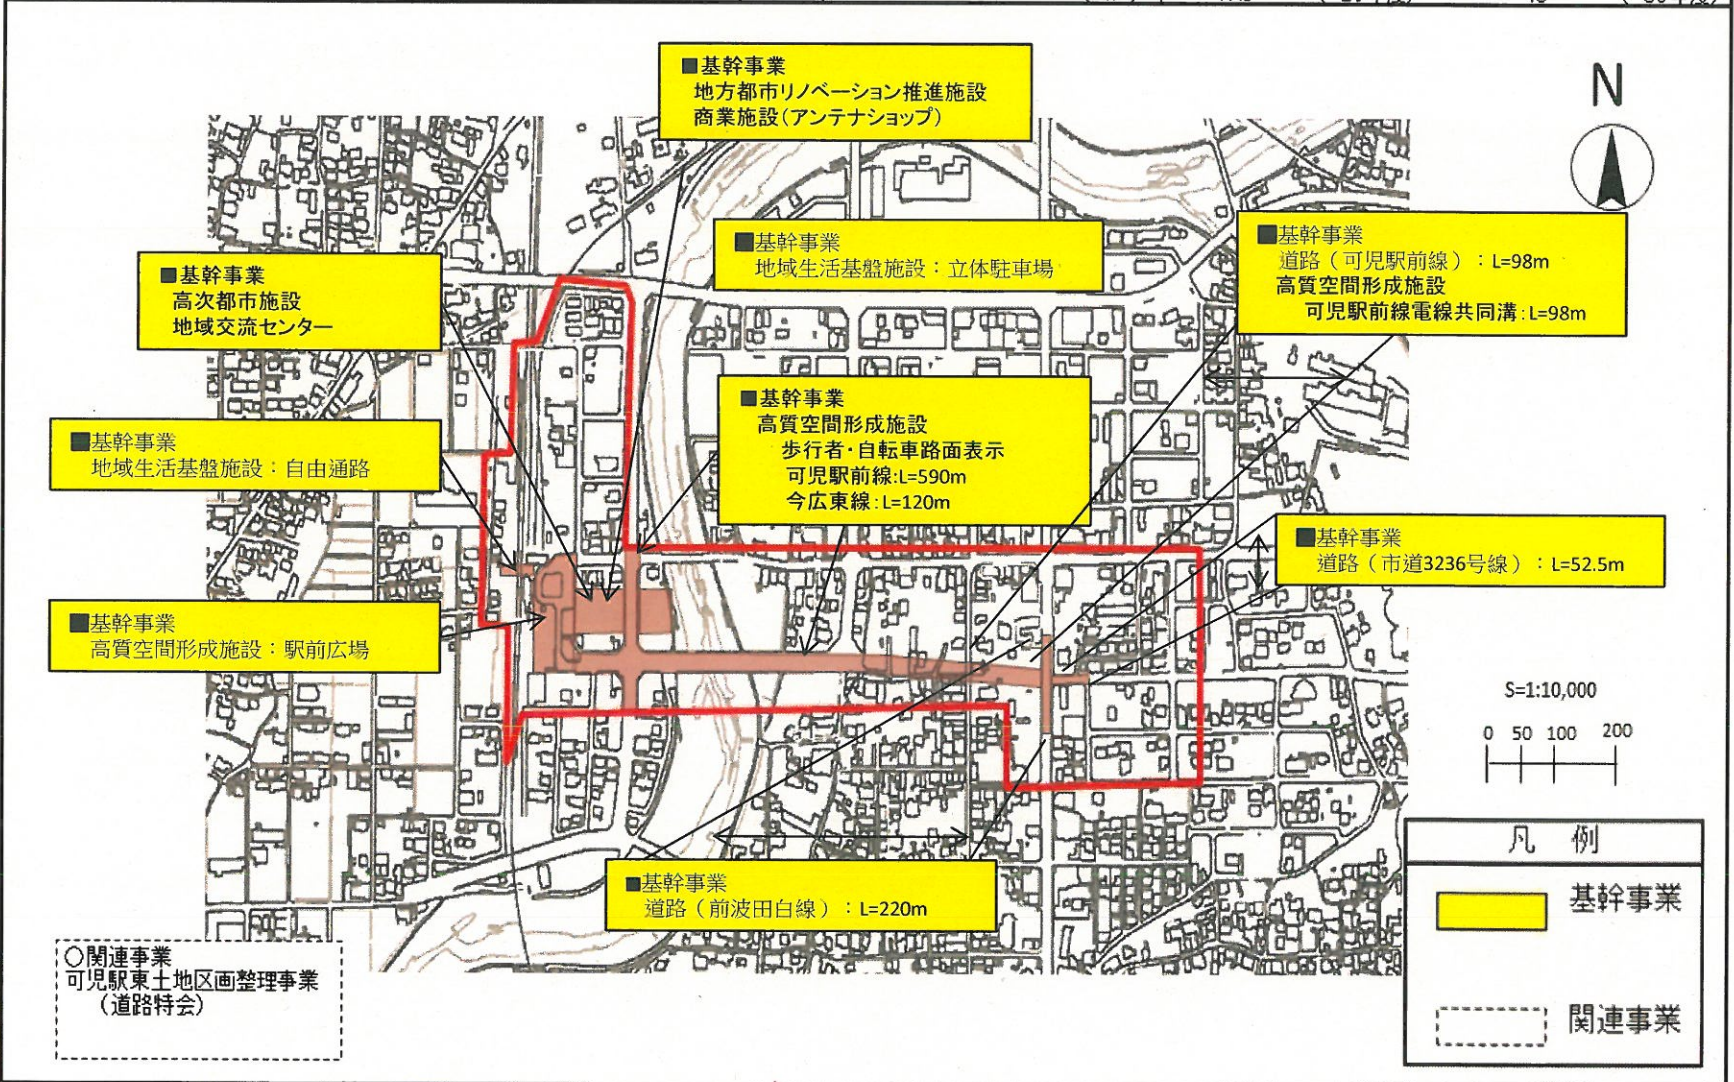 ■基幹事業
地方都市リノベーション推進施設
商業施設(アンテナショップ)
N
■基幹事業
地域生活基盤施設：立体駐車場
■基幹事業
道路（可児駅前線）：L=98m
高質空間形成施設
可児駅前線電線共同溝：L=98m
■基幹事業
高次都市施設
地域交流センター
■基幹事業
高質空間形成施設
歩行者・自転車路面表示
可児駅前線:L=590m
今広東線：L=120m
■基幹事業
地域生活基盤施設：自由通路
■基幹事業
道路（市道3236号線）：L=52.5m
■基幹事業
高質空間形成施設：駅前広場
S=1:10,000
0 50 100 200
■基幹事業
道路（前波田白線）：L=220m
凡 例
基幹事業
関連事業
○関連事業
可児駅東土地区画整理事業
（道路特会）